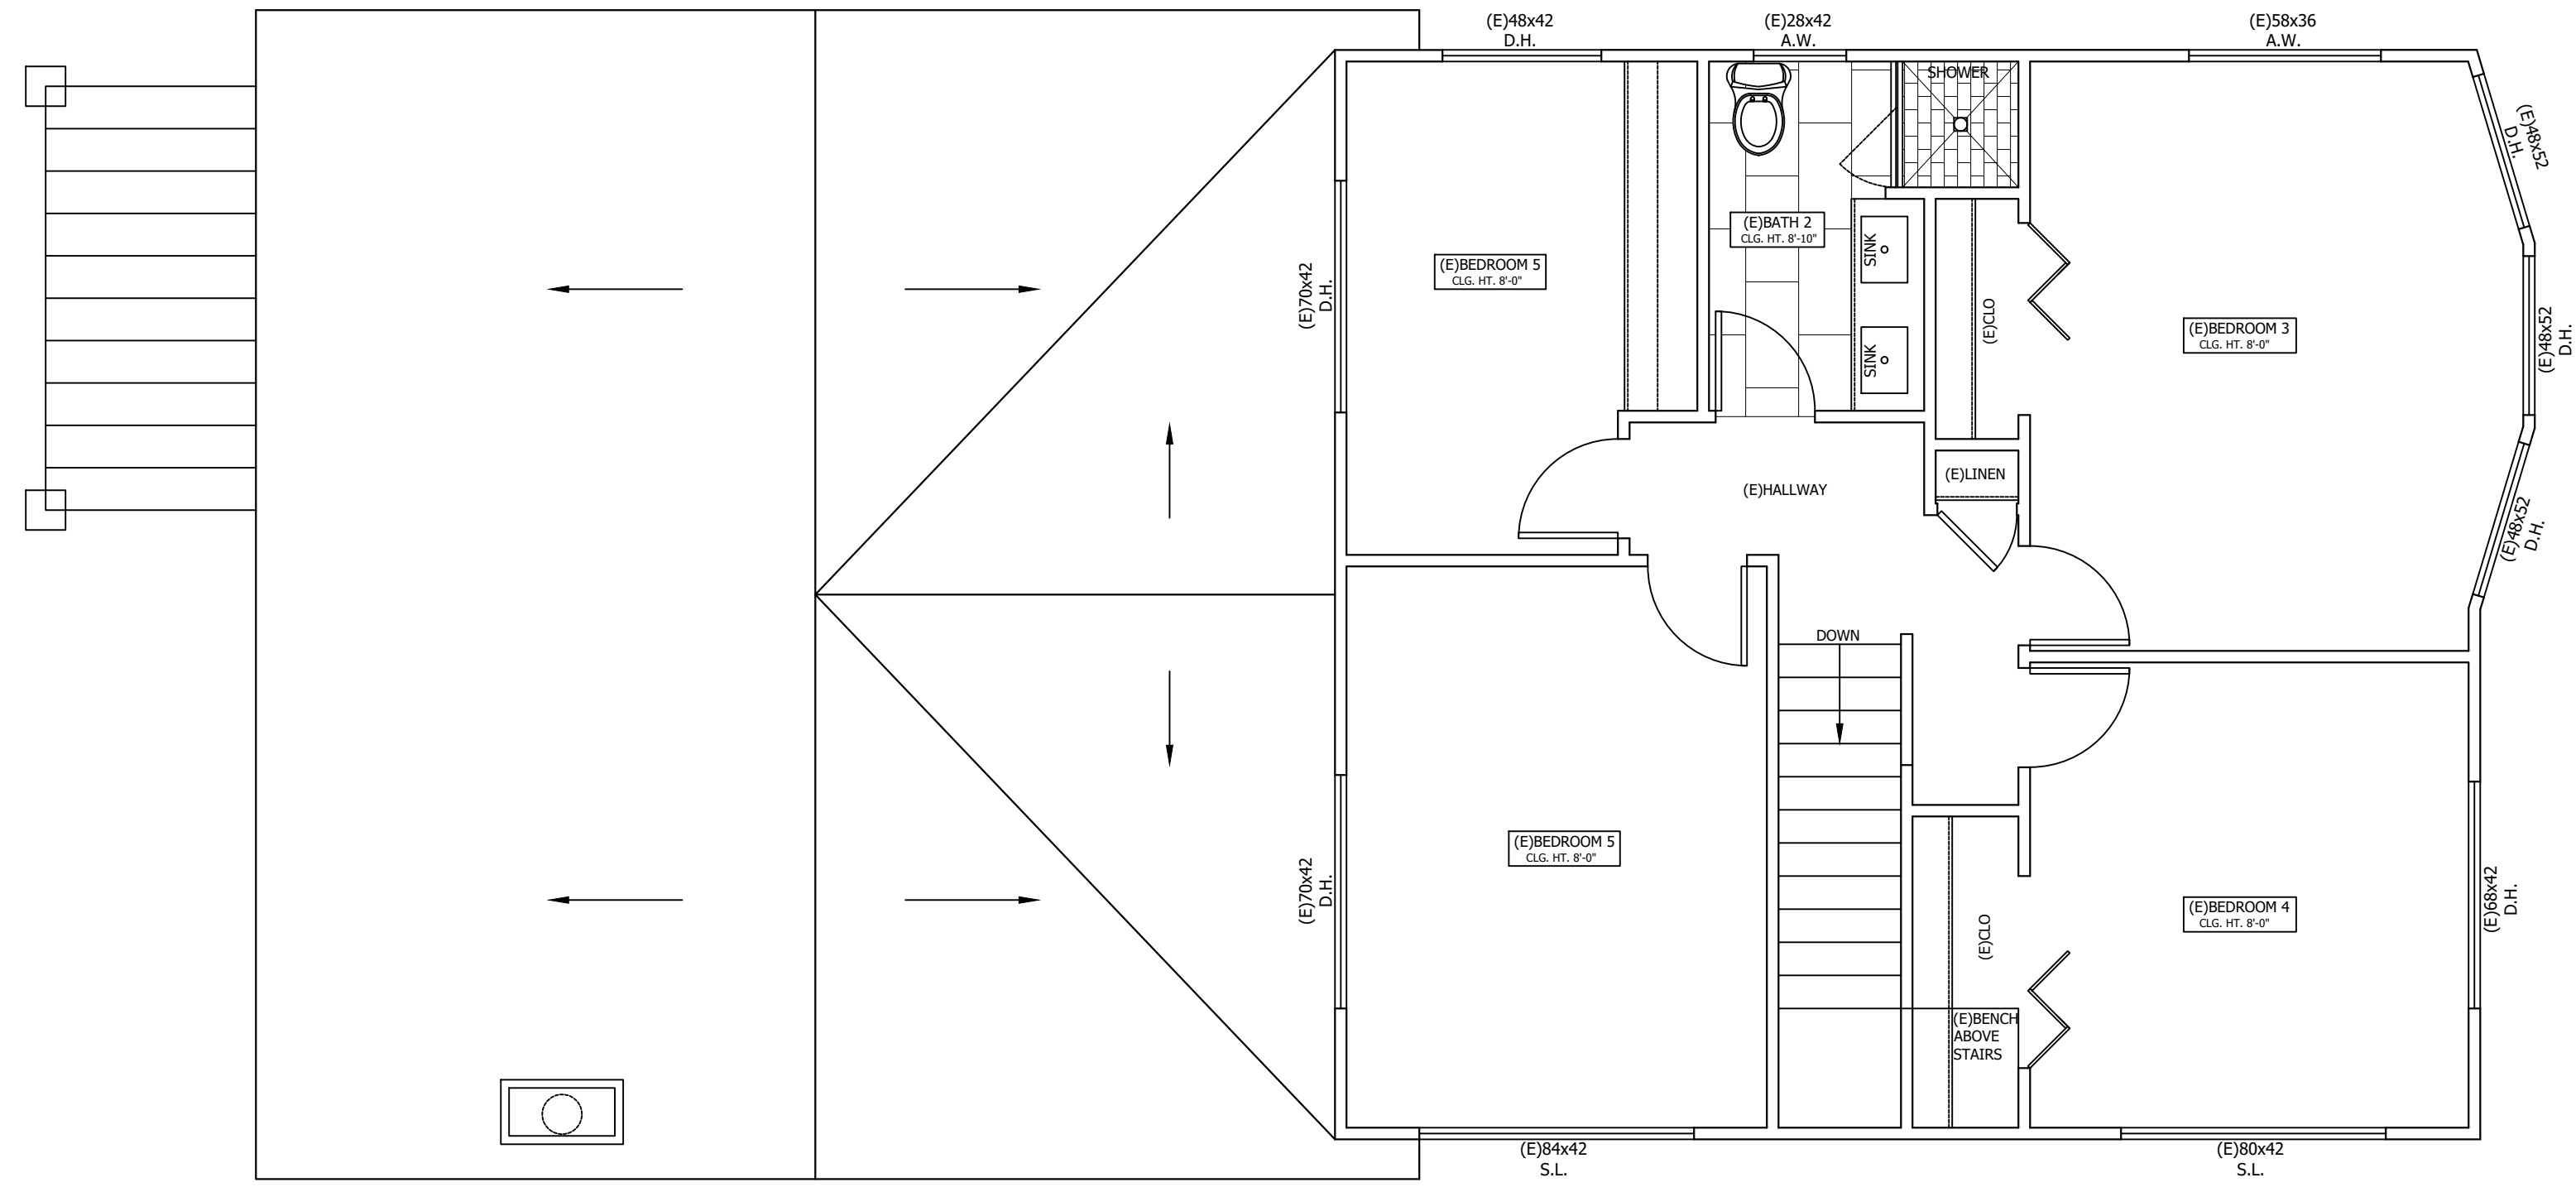 (E)48x42
D.H.
(E)28x42
A.W.
(E)58x36
A.W.
SHOWER
(E)48x52
D.H.
(E)BATH 2
CLG. HT. 8'-10"
SINK
(E)BEDROOM 5
CLG. HT. 8'-0"
(E)70x42
D.H.
(E)CLO
(E)BEDROOM 3
CLG. HT. 8'-0"
(E)48x52
D.H.
SINK
(E)HALLWAY
(E)LINEN
(E)48x52
D.H.
DOWN
(E)BEDROOM 5
CLG. HT. 8'-0"
(E)70x42
D.H.
(E)CLO
(E)BEDROOM 4
CLG. HT. 8'-0"
(E)68x42
D.H.
(E)BENCH
ABOVE
STAIRS
(E)84x42
S.L.
(E)80x42
S.L.